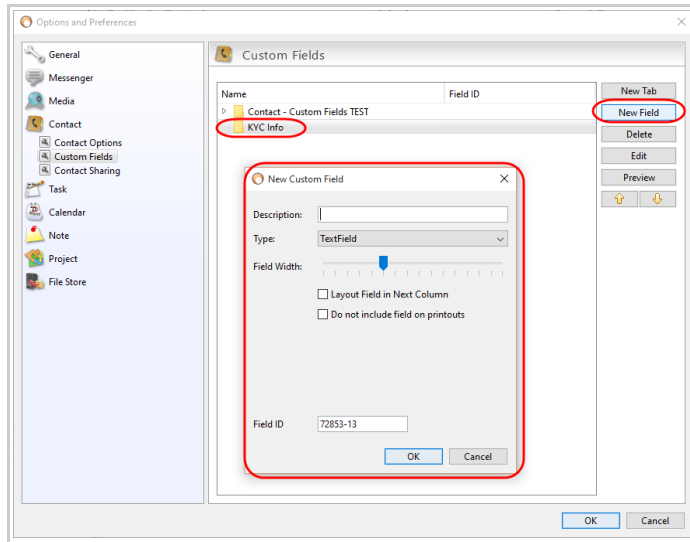 Options and Preferences
General
Messenger
Media
Contact
Contact Options
Custom Fields
Contact Sharing
Task
Calendar
Note
Project
File Store
Custom Fields
Name Field ID
Contact - Custom Fields TEST
KYC Info
New Tab
New Field
Delete
Edit
Preview
New Custom Field
Description:
Type: TextField
Field Width:
Layout Field in Next Column
Do not include field on printouts
Field ID 72853-13
OK Cancel
OK Cancel